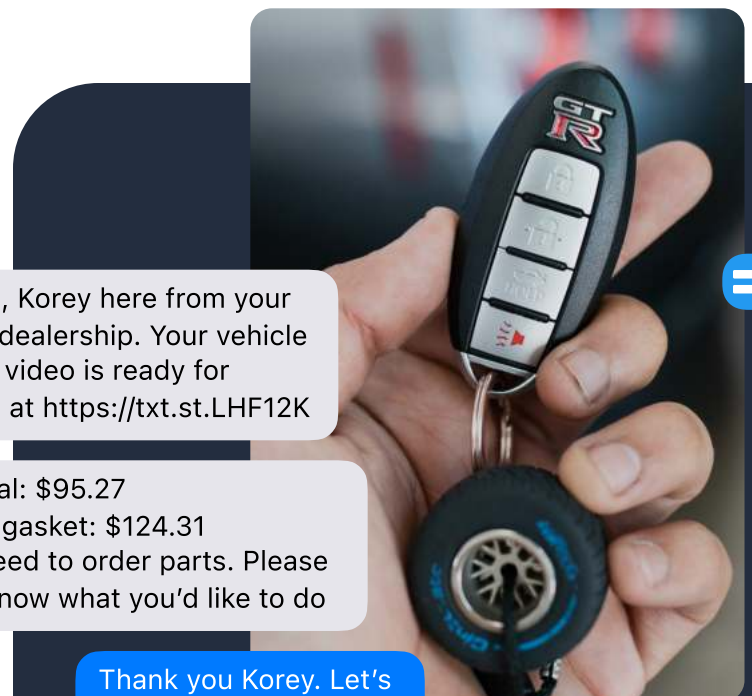 GT
R
, Korey here from your
dealership. Your vehicle
video is ready for
at https://txt.st.LHF12K
al: $95.27
gasket: $124.31
eed to order parts. Please
now what you'd like to do
Thank you Korey. Let's